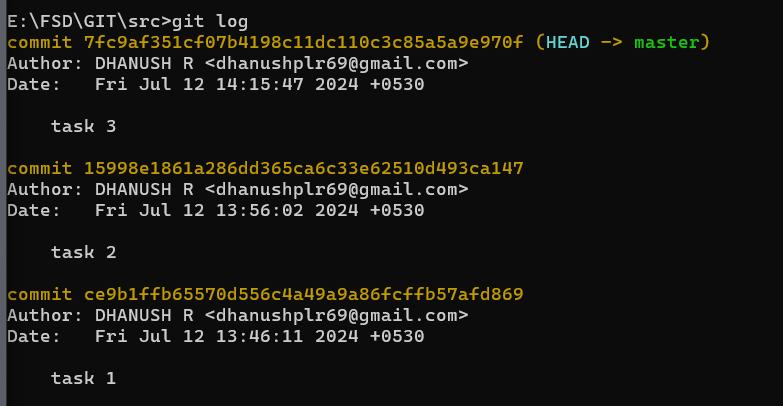 E:\FSD\GIT\src>git log
commit 7fc9af351cf07b4198c11dc110c3c85a5a9e970f (HEAD -> master)
Author: DHANUSH R <dhanushplr69@gmail.com>
Date:   Fri Jul 12 14:15:47 2024 +0530
    task 3
commit 15998e1861a286dd365ca6c33e62510d493ca147
Author: DHANUSH R <dhanushplr69@gmail.com>
Date:   Fri Jul 12 13:56:02 2024 +0530
    task 2
commit ce9b1ffb65570d556c4a49a9a86fcffb57afd869
Author: DHANUSH R <dhanushplr69@gmail.com>
Date:   Fri Jul 12 13:46:11 2024 +0530
    task 1